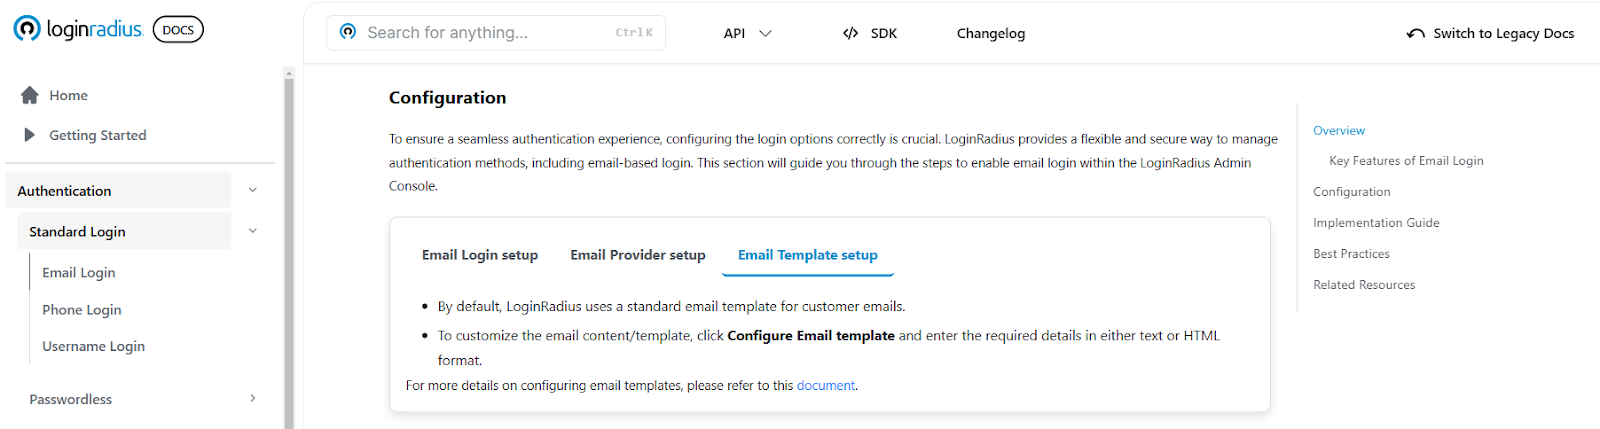 loginradius DOCS
Search for anything...
Ctrl K
API
</> SDK
Changelog
Switch to Legacy Docs
Home
Getting Started
Authentication
Standard Login
Email Login
Phone Login
Username Login
Passwordless
Configuration
To ensure a seamless authentication experience, configuring the login options correctly is crucial. LoginRadius provides a flexible and secure way to manage
authentication methods, including email-based login. This section will guide you through the steps to enable email login within the LoginRadius Admin
Console.
Email Login setup
Email Provider setup
Email Template setup
• By default, LoginRadius uses a standard email template for customer emails.
• To customize the email content/template, click Configure Email template and enter the required details in either text or HTML
format.
For more details on configuring email templates, please refer to this document.
Overview
Key Features of Email Login
Configuration
Implementation Guide
Best Practices
Related Resources